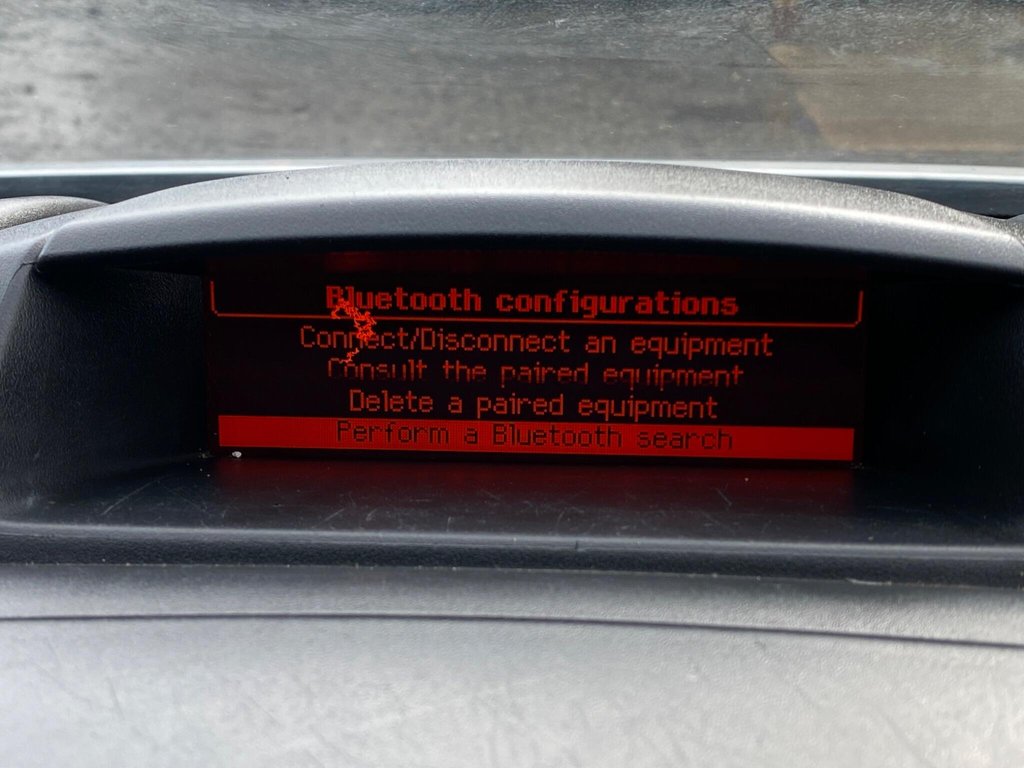 Bluetooth configurations
Connect/Disconnect an equipment
Consult the paired equipment
Delete a paired equipment
Perform a Bluetooth search